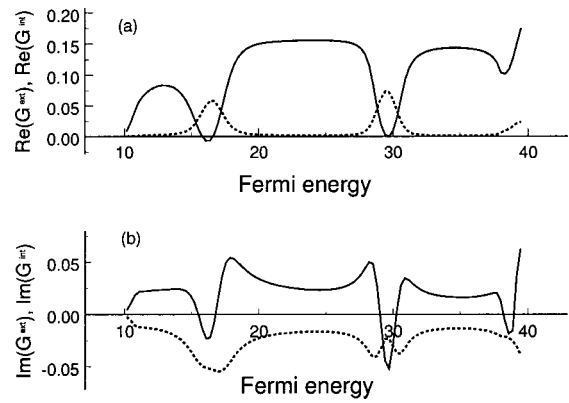 (a)
Re(G ext), Re(G int)
0.20
0.15
0.10
0.05
0.00
10 20 30 40
Fermi energy
(b)
Im(G ext), Im(G int)
0.05
0.00
-0.05
10 20 30 40
Fermi energy